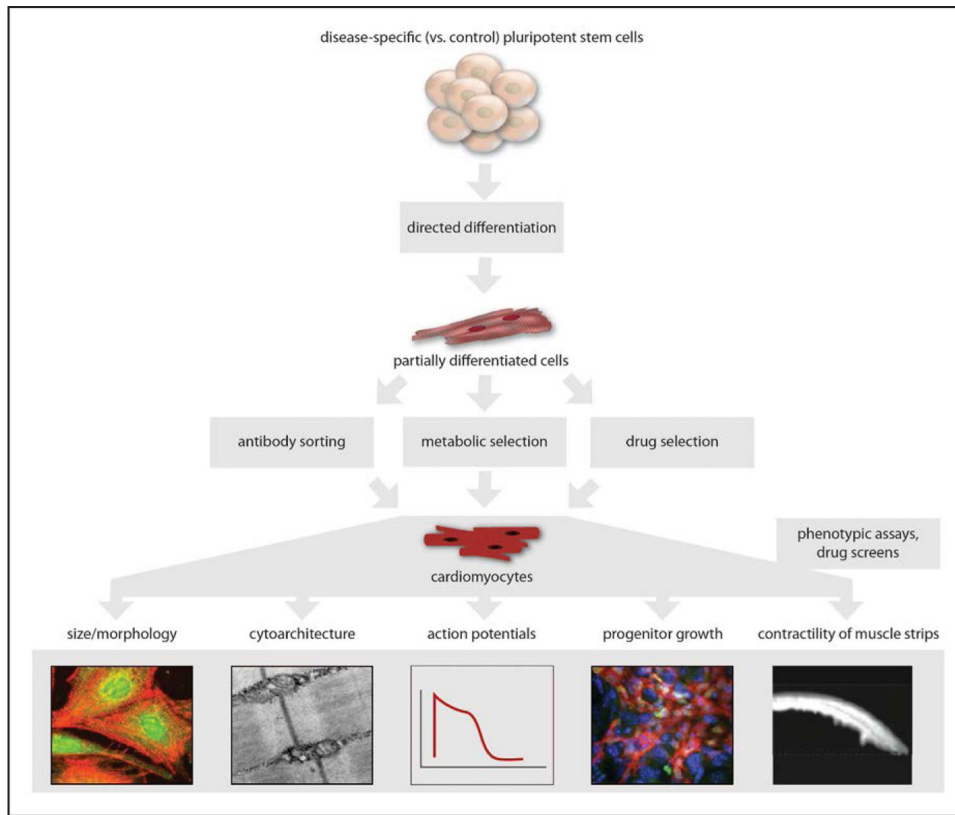 disease-specific (vs. control) pluripotent stem cells
directed differentiation
partially differentiated cells
antibody sorting
metabolic selection
drug selection
phenotypic assays,
drug screens
cardiomyocytes
size/morphology
cytoarchitecture
action potentials
progenitor growth
contractility of muscle strips